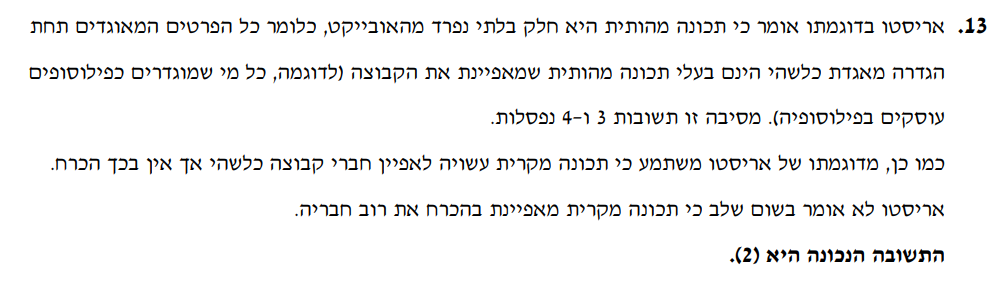 13. אריסטו בדוגמתו אומר כי תכונה מהותית היא חלק בלתי נפרד מהאובייקט, כלומר כל הפרטים המאוגדים תחת
הגדרה מאגדת כלשהי הינם בעלי תכונה מהותית שמאפיינת את הקבוצה (לדוגמה, כל מי שמוגדרים כפילוסופים
עוסקים בפילוסופיה). מסיבה זו תשובות 3 ו-4 נפסלות.
כמו כן, מדוגמתו של אריסטו משתמע כי תכונה מקרית עשויה לאפיין חברי קבוצה כלשהי אך אין בכך הכרח.
אריסטו לא אומר בשום שלב כי תכונה מקרית מאפיינת בהכרח את רוב חבריה.
התשובה הנכונה היא (2).